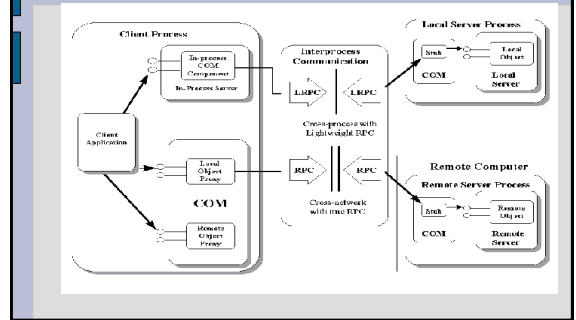 Client Process
In-process
COM
Component
In-Process Server
Client
Application
Local
Object
Proxy
COM
Remote
Object
Proxy
Interprocess
Communication
LRPC
LRPC
Cross-process with
Lightweight RPC
RPC
RPC
Cross-network
with true RPC
Local Server Process
Stub
COM
Local
Object
Local
Server
Remote Computer
Remote Server Process
Stub
COM
Remote
Object
Remote
Server